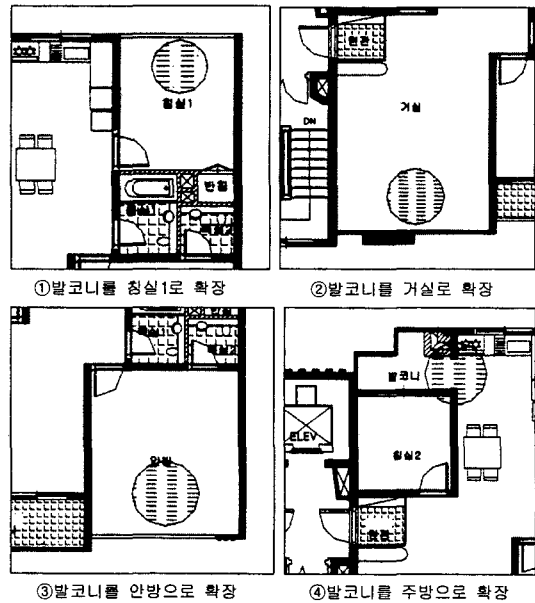 침실1
반침
욕실1
욕실2
①발코니를 침실1로 확장
현관
거실
DN
②발코니를 거실로 확장
안방
③발코니를 안방으로 확장
발코니
ELEV
침실2
현관
④발코니를 주방으로 확장